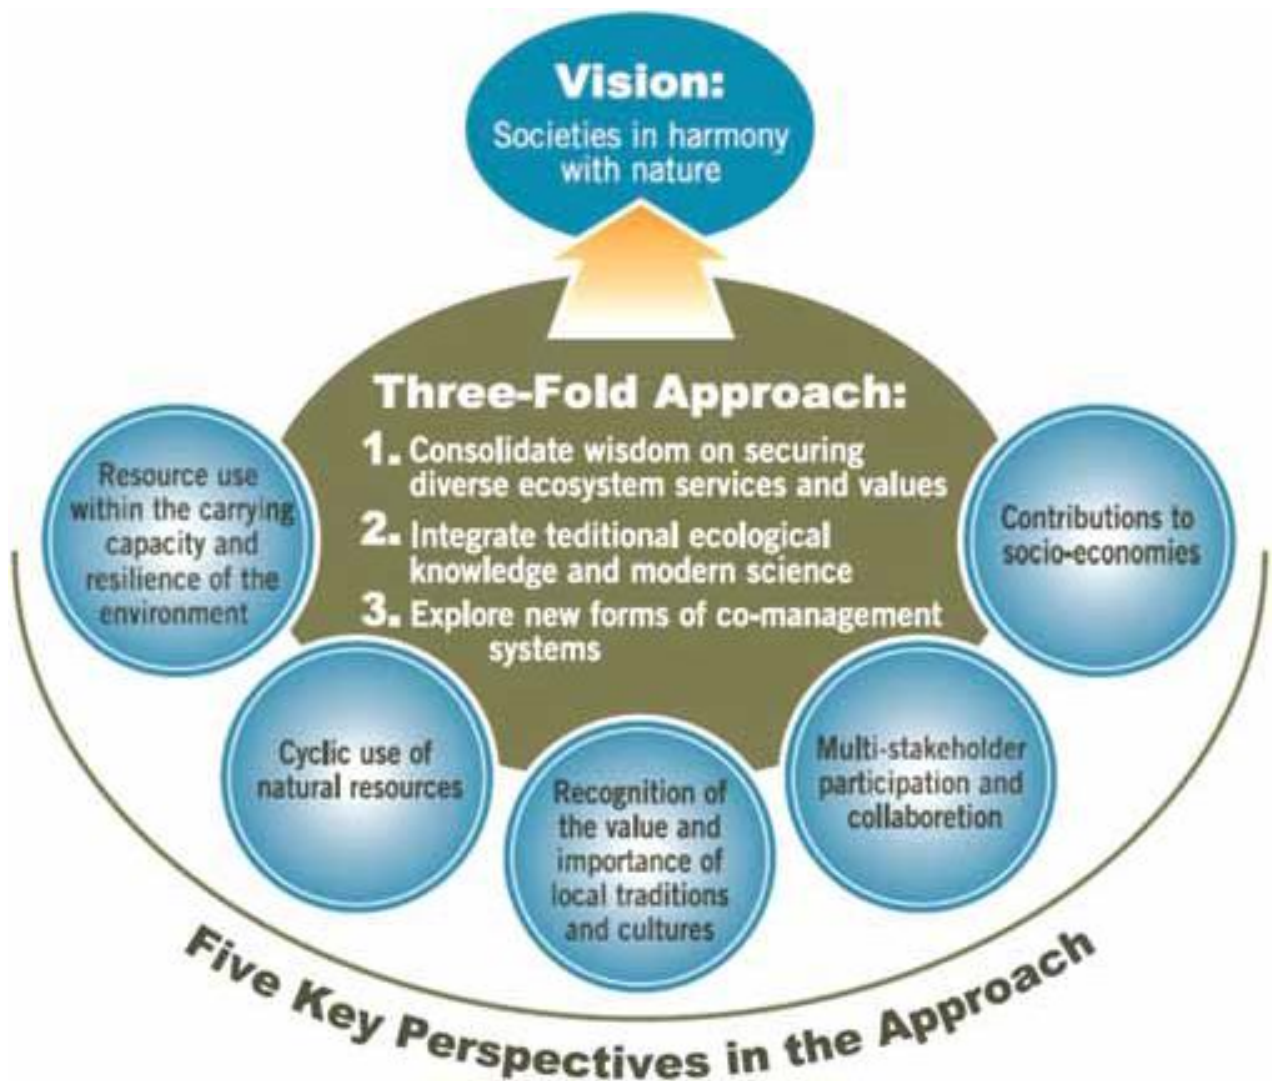 Vision:
Societies in harmony
with nature
Three-Fold Approach:
1. Consolidate wisdom on securing
diverse ecosystem services and values
2. Integrate teditional ecological
knowledge and modern science
3. Explore new forms of co-management
systems
Resource use
within the carrying
capacity and
resilience of the
environment
Cyclic use of
natural resources
Recognition of
the value and
importance of
local traditions
and cultures
Multi-stakeholder
participation and
collaboretion
Contributions to
socio-economies
Five Key Perspectives in the Approach